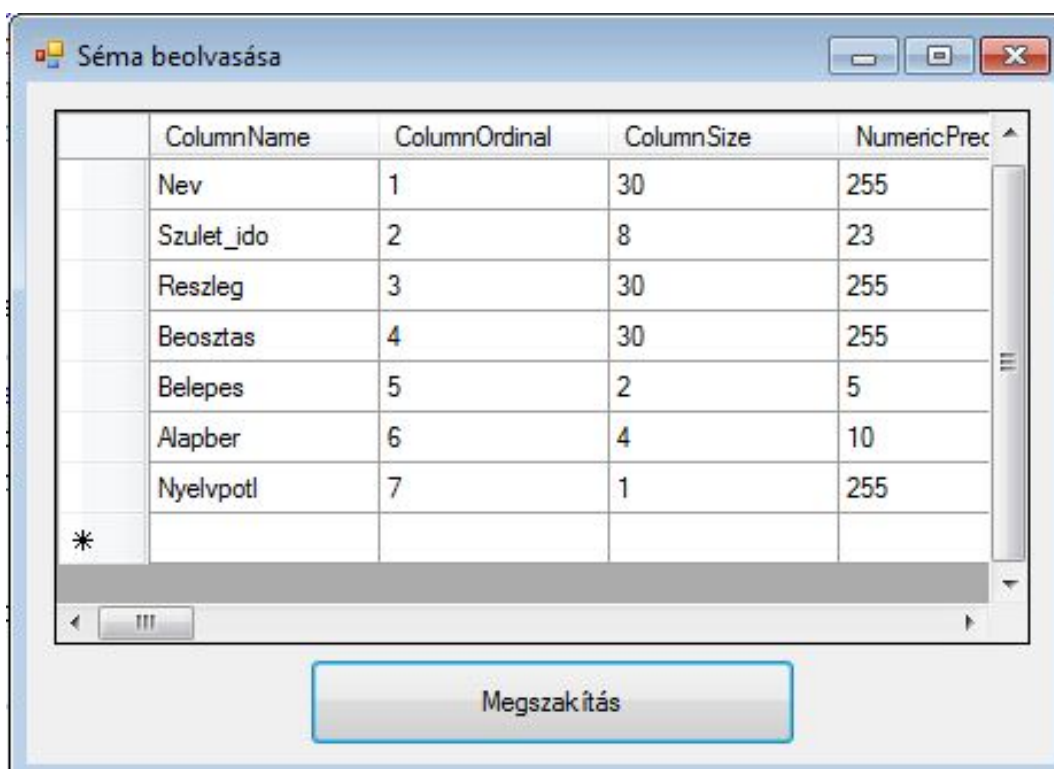 Séma beolvasása
ColumnName ColumnOrdinal ColumnSize NumericPrec
Nev 1 30 255
Szulet_ido 2 8 23
Reszleg 3 30 255
Beosztas 4 30 255
Belepes 5 2 5
Alapber 6 4 10
Nyelvpotl 7 1 255
Megszakítás